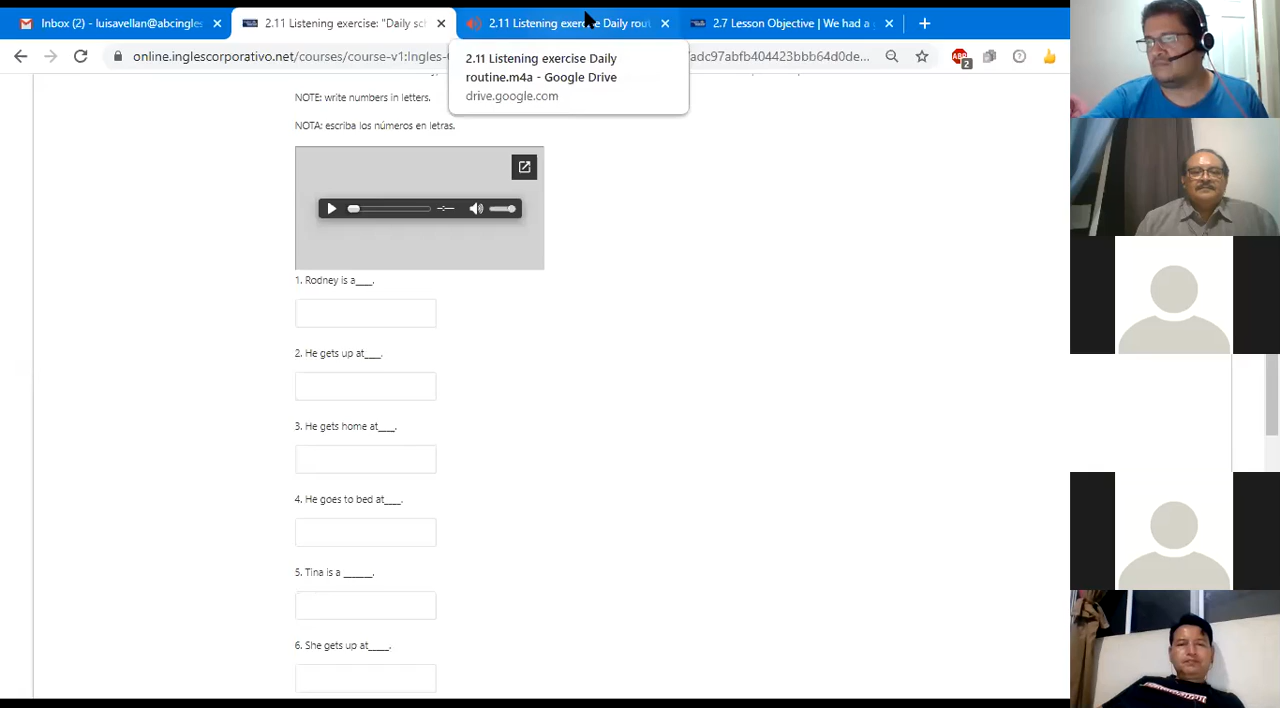 Inbox (2) - luisavellan@abcingles
2.11 Listening exercise: "Daily sc
2.11 Listening exercise Daily rout
2.7 Lesson Objective | We had a
online.inglescorporativo.net/courses/course-v1:Ingles-
adc97abfb404423bbb64d0de...
2
2.11 Listening exercise Daily
routine.m4a - Google Drive
drive.google.com
NOTE: write numbers in letters.
NOTA: escriba los números en letras.
1. Rodney is a____.
2. He gets up at____.
3. He gets home at____.
4. He goes to bed at____.
5. Tina is a ______.
6. She gets up at_____.